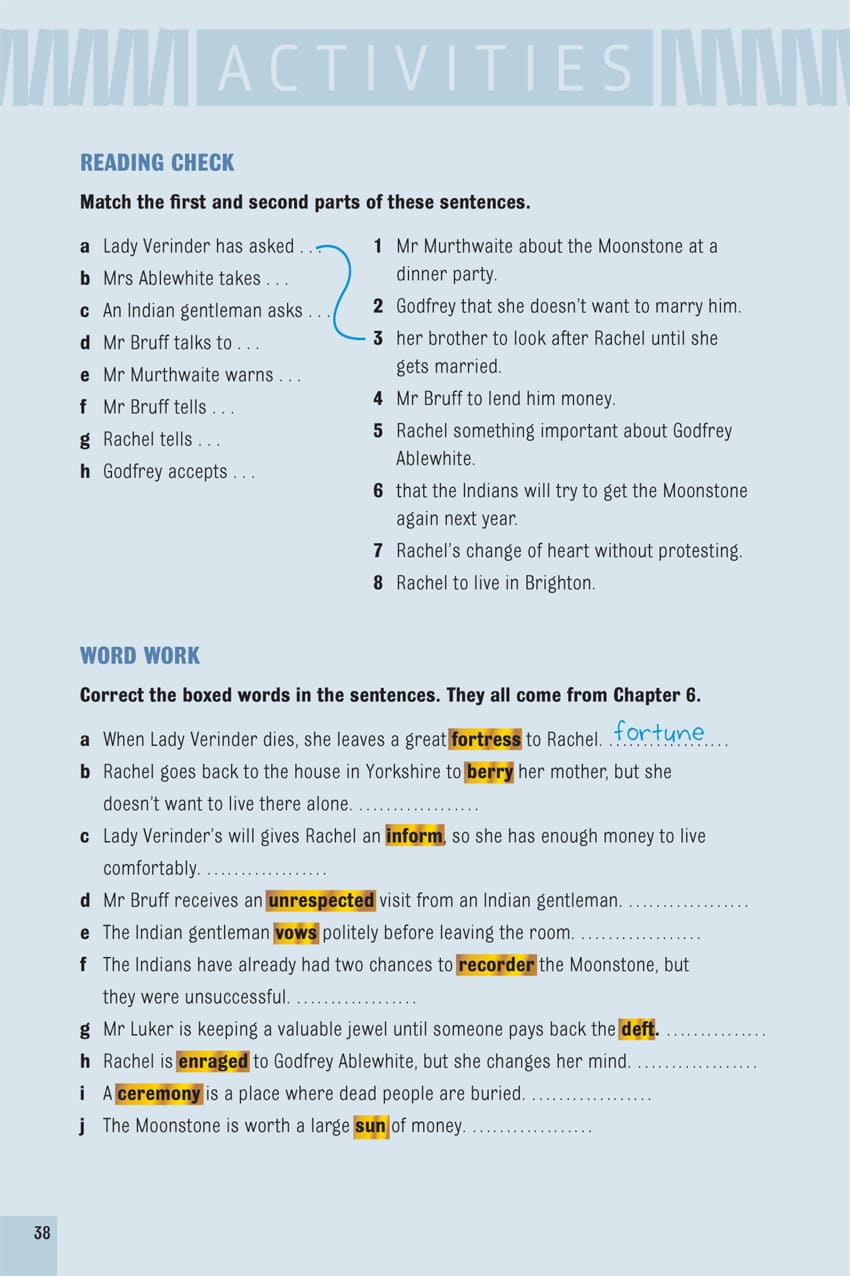 ACTIVITIES
READING CHECK
Match the first and second parts of these sentences.
a Lady Verinder has asked . . .
b Mrs Ablewhite takes . . .
c An Indian gentleman asks . . .
d Mr Bruff talks to . . .
e Mr Murthwaite warns . . .
f Mr Bruff tells . . .
g Rachel tells . . .
h Godfrey accepts . . .
1 Mr Murthwaite about the Moonstone at a
dinner party.
2 Godfrey that she doesn't want to marry him.
3 her brother to look after Rachel until she
gets married.
4 Mr Bruff to lend him money.
5 Rachel something important about Godfrey
Ablewhite.
6 that the Indians will try to get the Moonstone
again next year.
7 Rachel's change of heart without protesting.
8 Rachel to live in Brighton.
WORD WORK
Correct the boxed words in the sentences. They all come from Chapter 6.
a When Lady Verinder dies, she leaves a great fortress to Rachel. fortune
b Rachel goes back to the house in Yorkshire to berry her mother, but she
doesn't want to live there alone. ..................
c Lady Verinder's will gives Rachel an inform, so she has enough money to live
comfortably. ..................
d Mr Bruff receives an unrespected visit from an Indian gentleman. ..................
e The Indian gentleman vows politely before leaving the room. ..................
f The Indians have already had two chances to recorder the Moonstone, but
they were unsuccessful. ..................
g Mr Luker is keeping a valuable jewel until someone pays back the deft. ...............
h Rachel is enraged to Godfrey Ablewhite, but she changes her mind. ..................
i A ceremony is a place where dead people are buried. ..................
j The Moonstone is worth a large sun of money. ..................
38